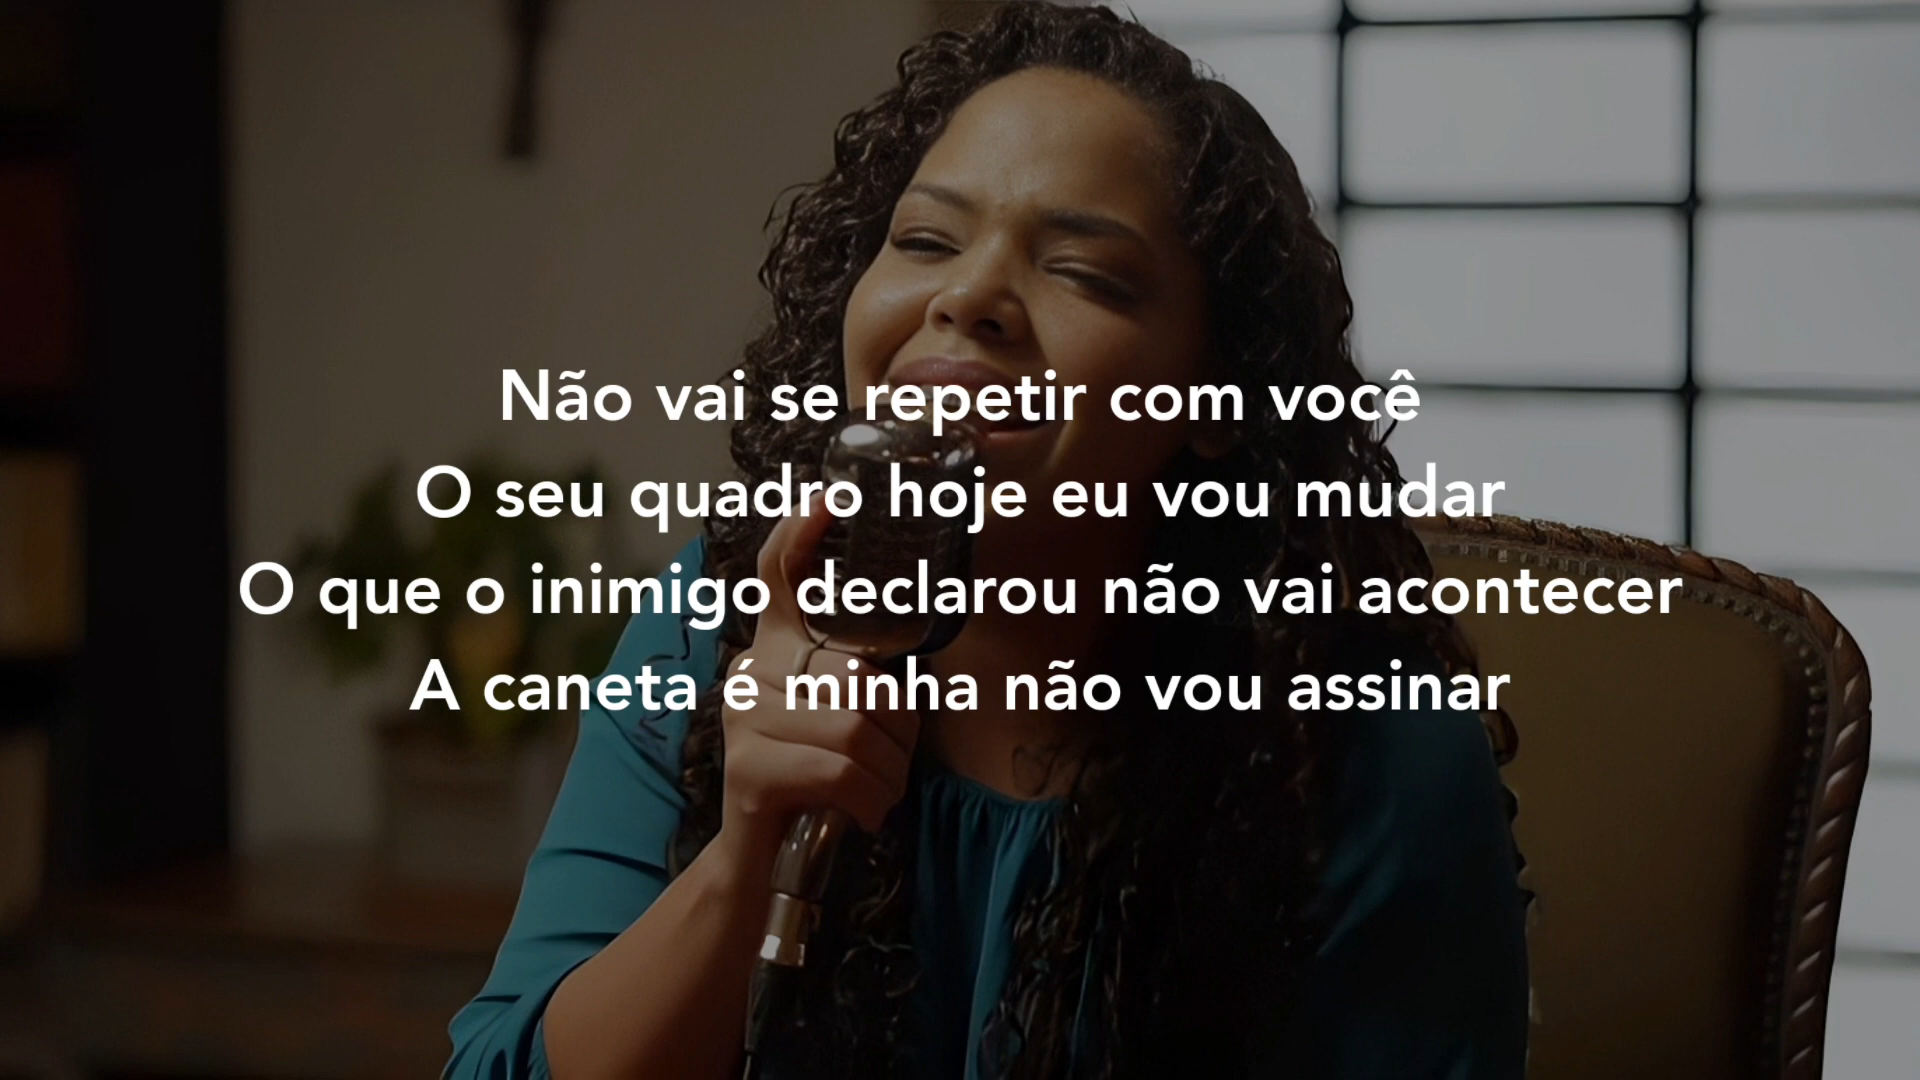 Não vai se repetir com você
O seu quadro hoje eu vou mudar
O que o inimigo declarou não vai acontecer
A caneta é minha não vou assinar